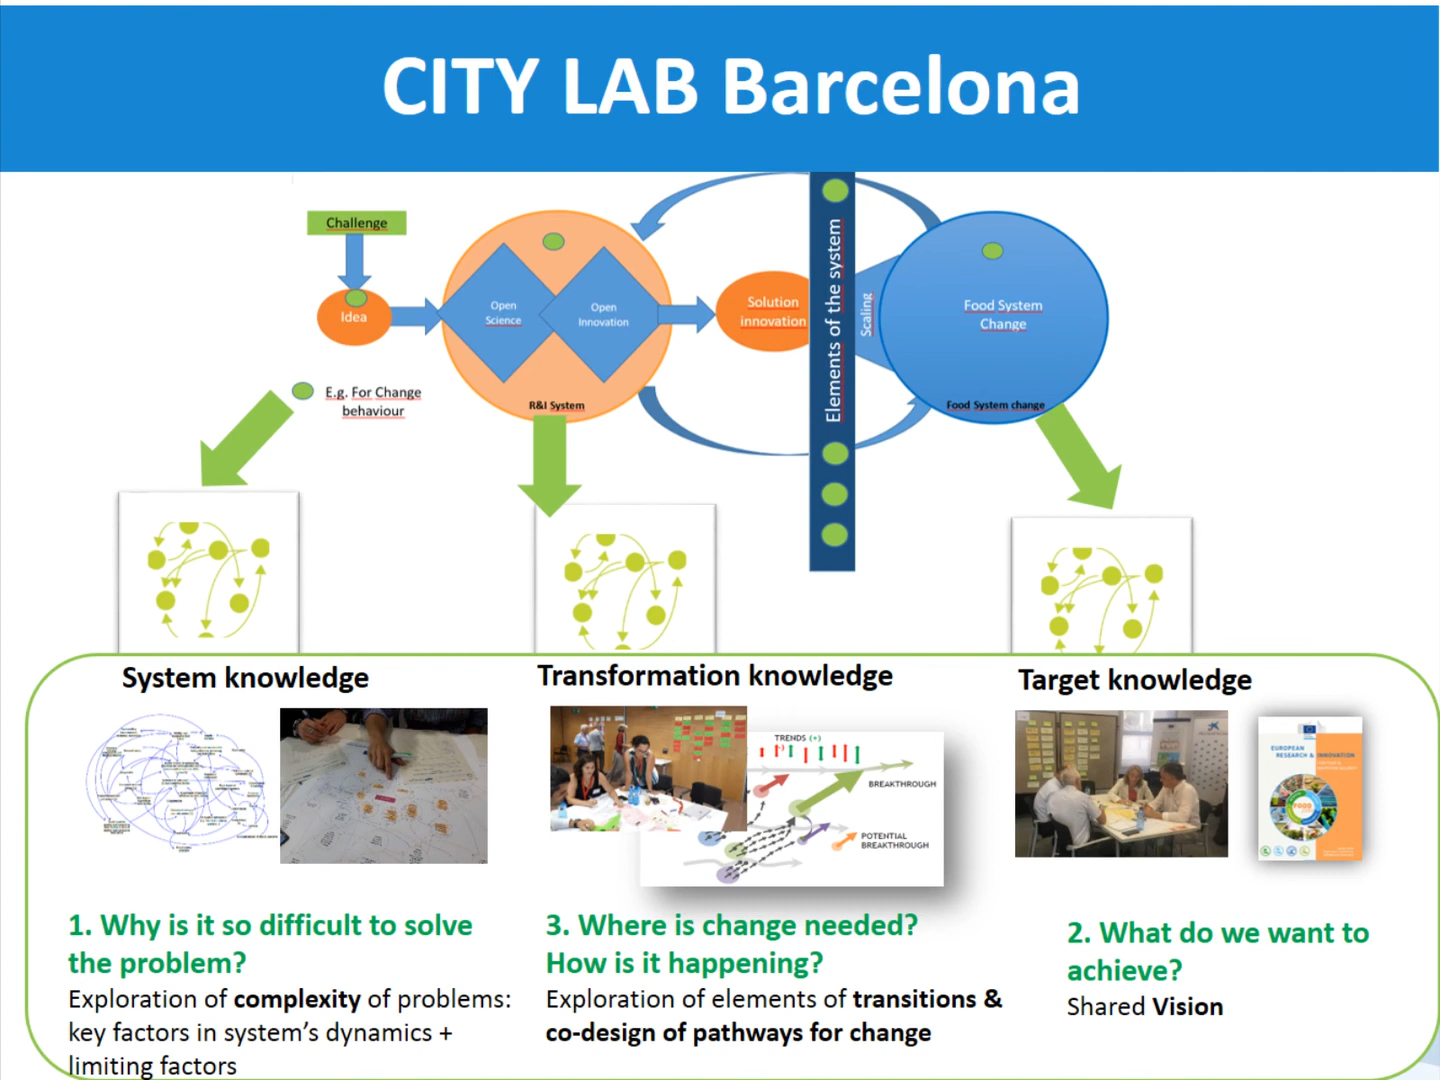 CITY LAB Barcelona
Challenge
Idea
Open
Science
Open
Innovation
R&I System
Solution
innovation
Elements of the system
Scaling
Food System
Change
Food System change
E.g. For Change
behaviour
System knowledge
Transformation knowledge
Target knowledge
TRENDS (+)
(-)
BREAKTHROUGH
POTENTIAL
BREAKTHROUGH
EUROPEAN
RESEARCH & INNOVATION
FOOD
1. Why is it so difficult to solve
the problem?
Exploration of complexity of problems:
key factors in system's dynamics +
limiting factors
3. Where is change needed?
How is it happening?
Exploration of elements of transitions &
co-design of pathways for change
2. What do we want to
achieve?
Shared Vision